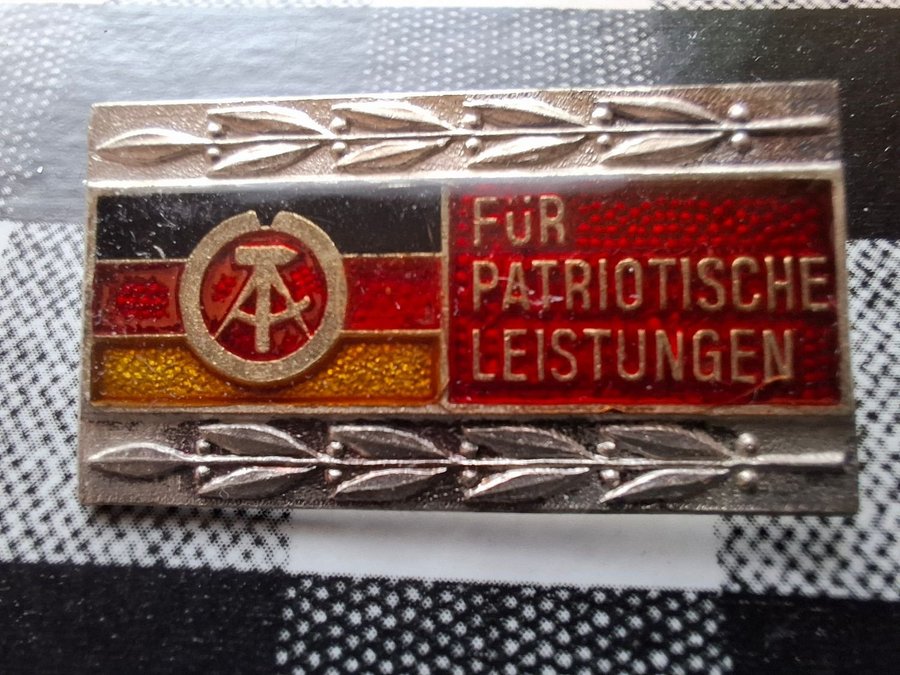 FüR
PATRIOTISCHE
LEISTUNGEN